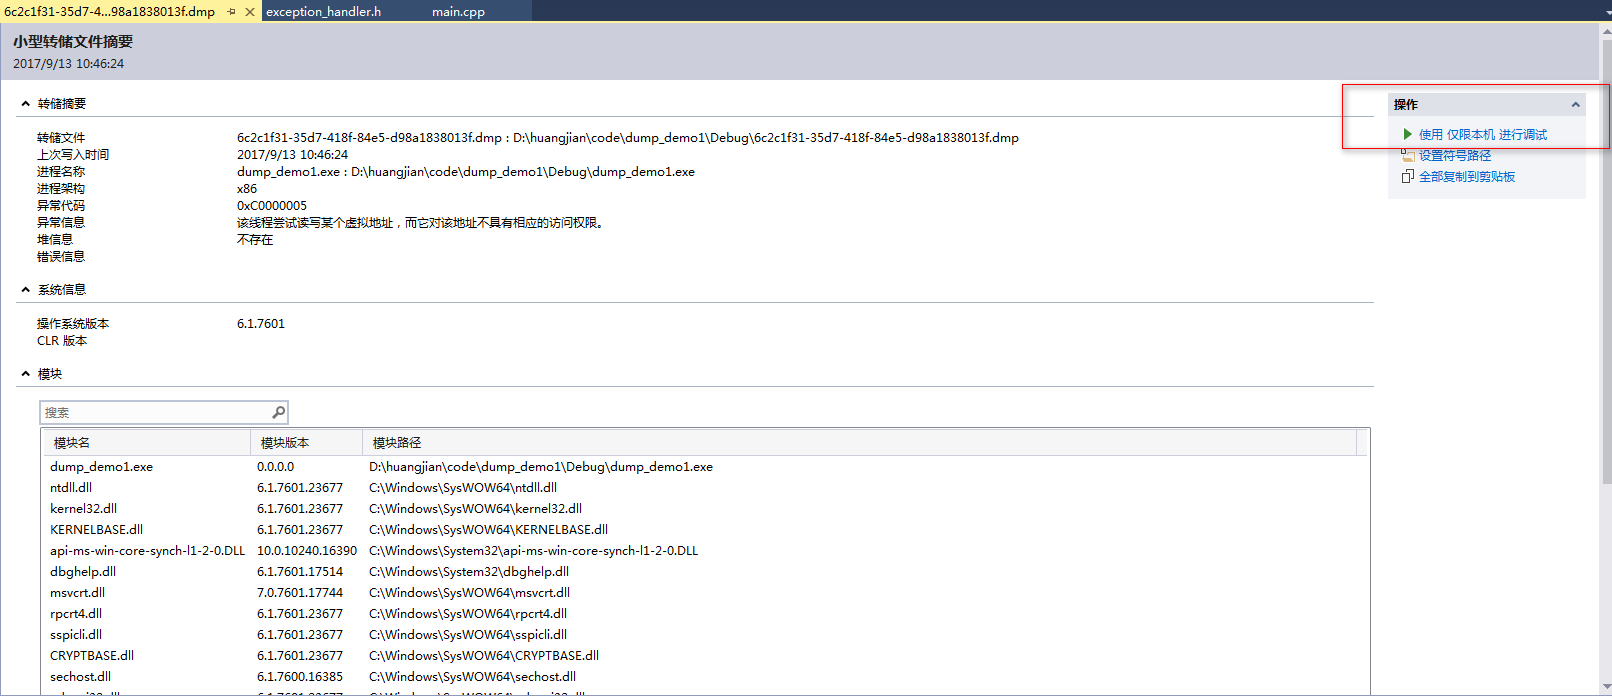 6c2c1f31-35d7-4...98a1838013f.dmp exception_handler.h main.cpp
小型转储文件摘要
2017/9/13 10:46:24
转储摘要
转储文件 6c2c1f31-35d7-418f-84e5-d98a1838013f.dmp : D:\huangjian\code\dump_demo1\Debug\6c2c1f31-35d7-418f-84e5-d98a1838013f.dmp
上次写入时间 2017/9/13 10:46:24
进程名称 dump_demo1.exe : D:\huangjian\code\dump_demo1\Debug\dump_demo1.exe
进程架构 x86
异常代码 0xC0000005
异常信息 该线程尝试读写某个虚拟地址，而它对该地址不具有相应的访问权限。
堆信息 不存在
错误信息
系统信息
操作系统版本 6.1.7601
CLR 版本
模块
搜索
模块名 模块版本 模块路径
dump_demo1.exe 0.0.0.0 D:\huangjian\code\dump_demo1\Debug\dump_demo1.exe
ntdll.dll 6.1.7601.23677 C:\Windows\SysWOW64\ntdll.dll
kernel32.dll 6.1.7601.23677 C:\Windows\SysWOW64\kernel32.dll
KERNELBASE.dll 6.1.7601.23677 C:\Windows\SysWOW64\KERNELBASE.dll
api-ms-win-core-synch-l1-2-0.DLL 10.0.10240.16390 C:\Windows\System32\api-ms-win-core-synch-l1-2-0.DLL
dbghelp.dll 6.1.7601.17514 C:\Windows\System32\dbghelp.dll
msvcrt.dll 7.0.7601.17744 C:\Windows\SysWOW64\msvcrt.dll
rpcrt4.dll 6.1.7601.23677 C:\Windows\SysWOW64\rpcrt4.dll
sspicli.dll 6.1.7601.23677 C:\Windows\SysWOW64\sspicli.dll
CRYPTBASE.dll 6.1.7601.23677 C:\Windows\SysWOW64\CRYPTBASE.dll
sechost.dll 6.1.7600.16385 C:\Windows\SysWOW64\sechost.dll
操作
使用 仅限本机 进行调试
设置符号路径
全部复制到剪贴板